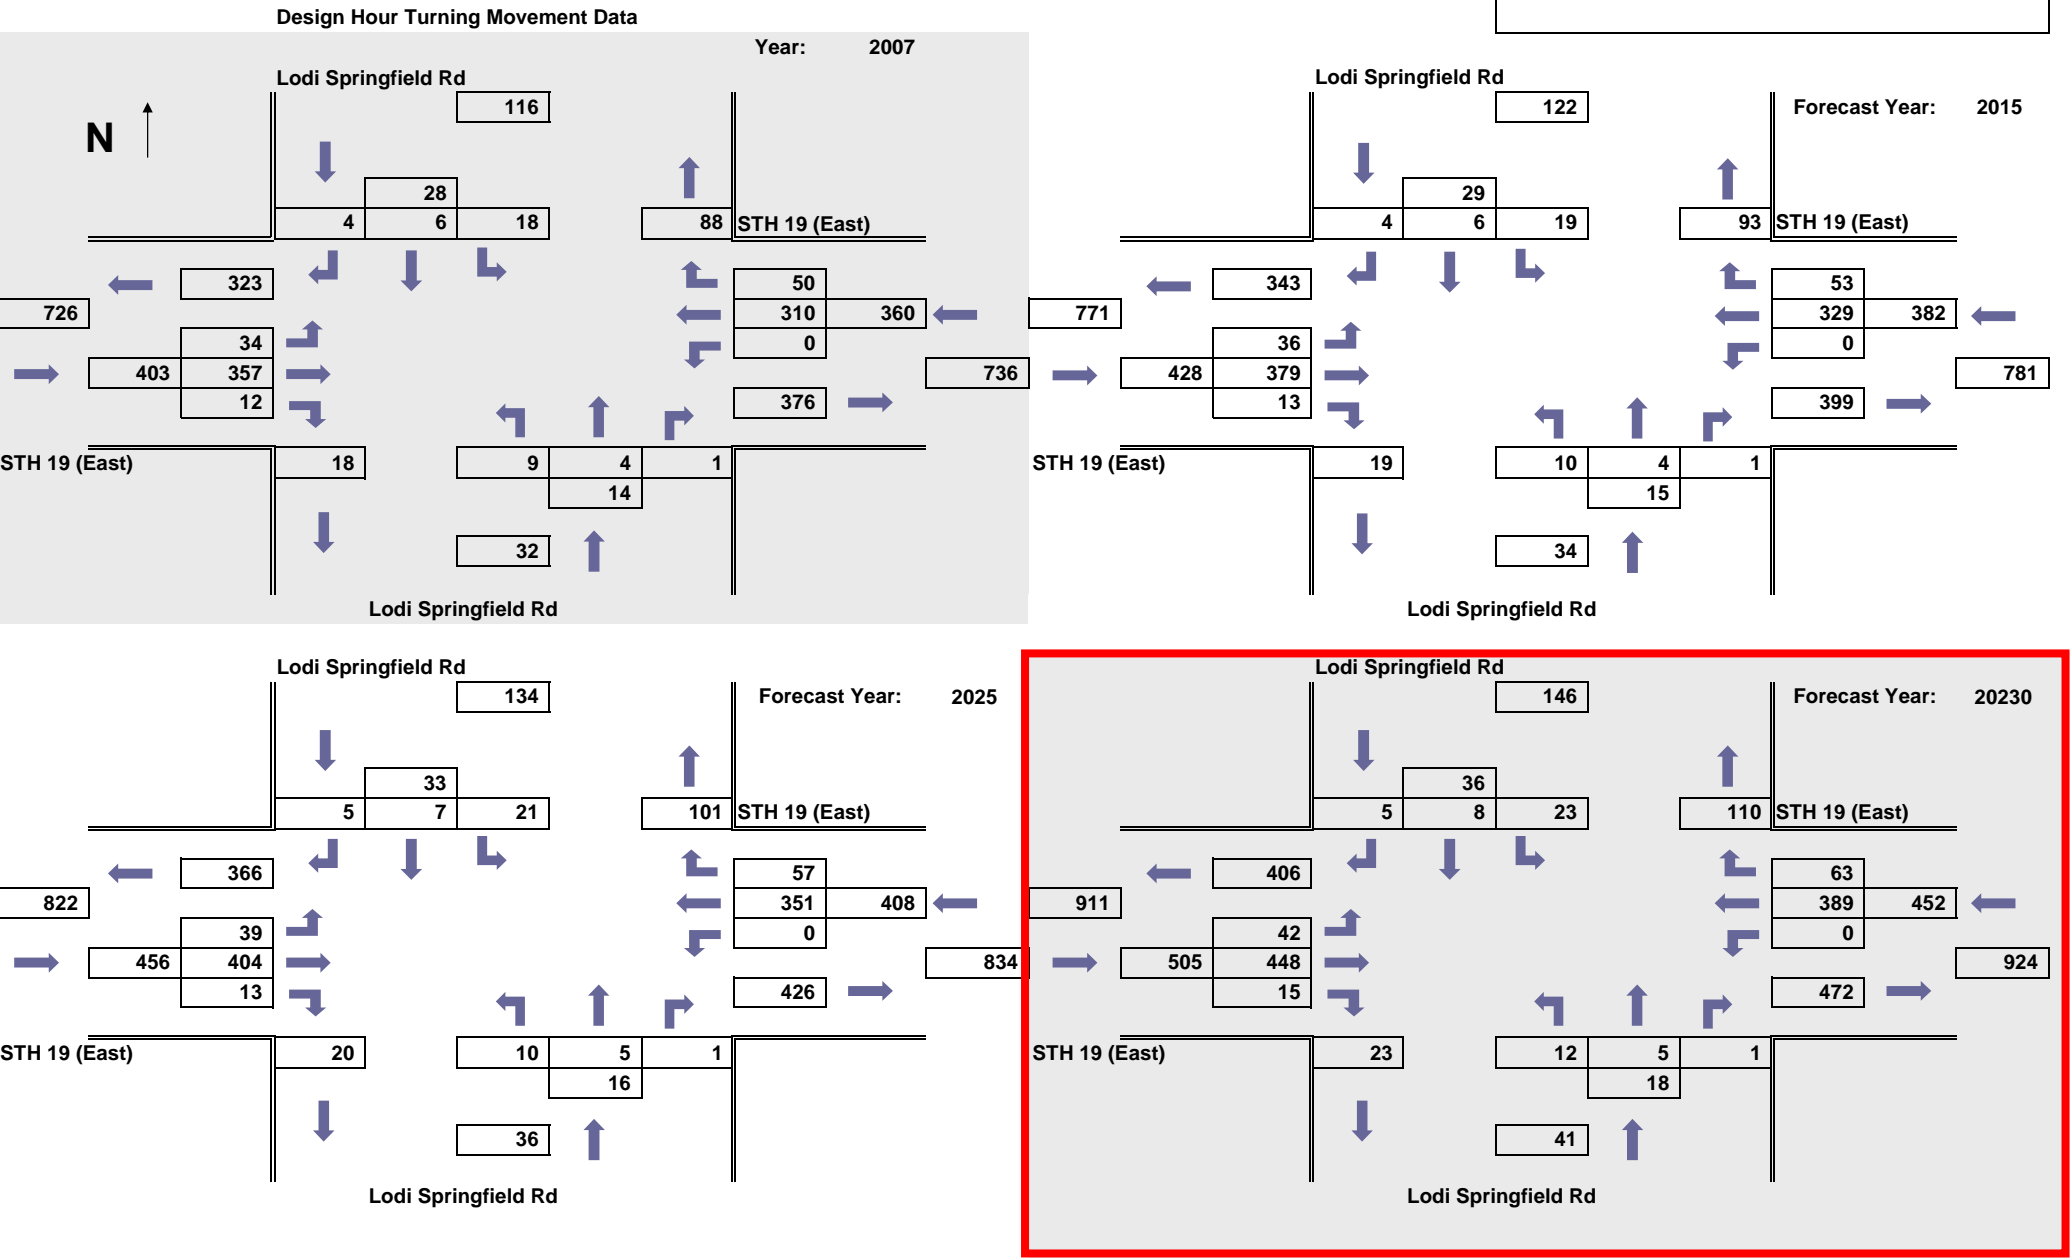 Design Hour Turning Movement Data
Year: 2007
Lodi Springfield Rd
116
N
28
4 6 18 88 STH 19 (East)
323 50
726 310 360
34 0
403 357 736
12 376
STH 19 (East) 18 9 4 1
14
32
Lodi Springfield Rd
Lodi Springfield Rd
122 Forecast Year: 2015
29
4 6 19 93 STH 19 (East)
343 53
771 329 382
36 0
428 379 781
13 399
STH 19 (East) 19 10 4 1
15
34
Lodi Springfield Rd
Lodi Springfield Rd
134 Forecast Year: 2025
33
5 7 21 101 STH 19 (East)
366 57
822 351 408
39 0
456 404 834
13 426
STH 19 (East) 20 10 5 1
16
36
Lodi Springfield Rd
Lodi Springfield Rd
146 Forecast Year: 20230
36
5 8 23 110 STH 19 (East)
406 63
911 389 452
42 0
505 448 924
15 472
STH 19 (East) 23 12 5 1
18
41
Lodi Springfield Rd